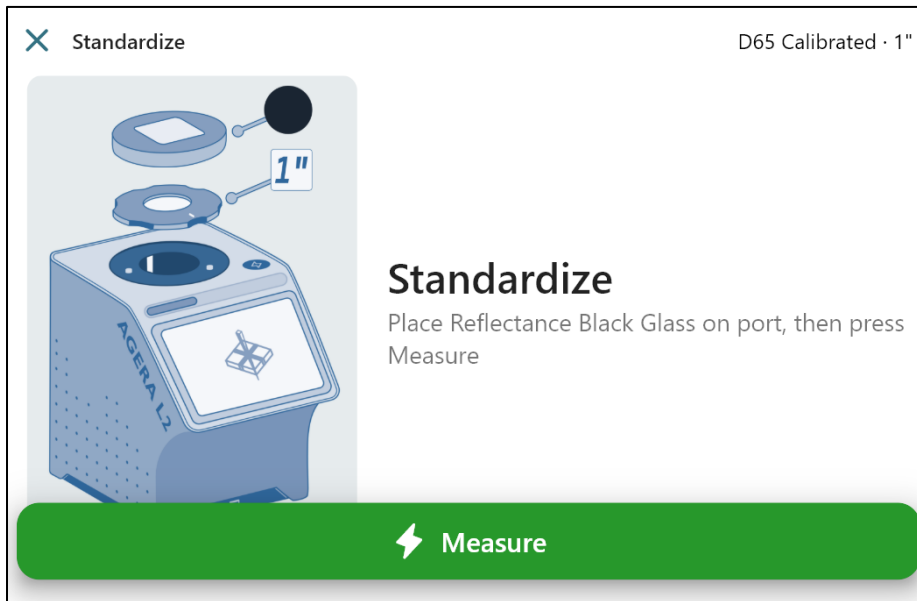 Standardize
D65 Calibrated · 1"
1"
AGERA L2
Standardize
Place Reflectance Black Glass on port, then press
Measure
Measure